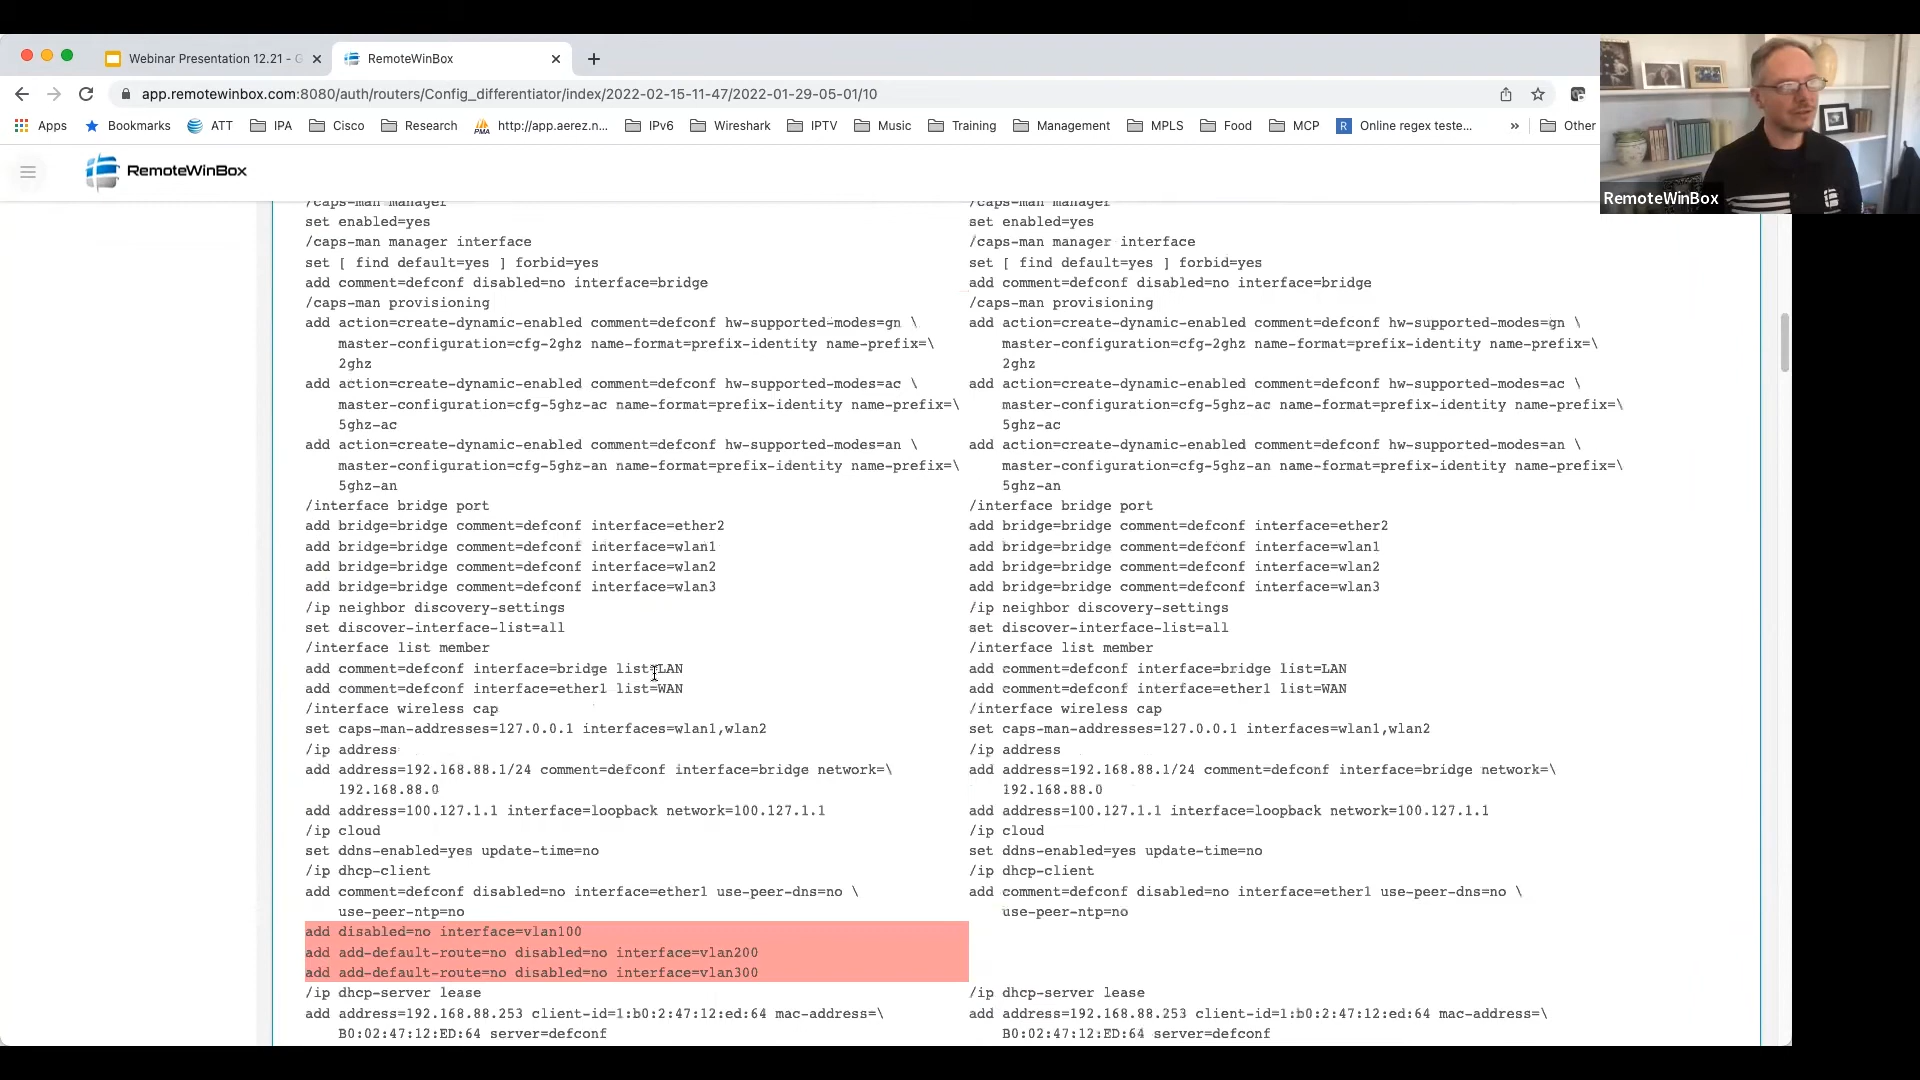 Webinar Presentation 12.21 - G
RemoteWinBox
app.remotewinbox.com:8080/auth/routers/Config_differentiator/index/2022-02-15-11-47/2022-01-29-05-01/10
Apps
Bookmarks
ATT
IPA
Cisco
Research
PMA
http://app.aerez.n...
IPv6
Wireshark
IPTV
Music
Training
Management
MPLS
Food
MCP
R
Online regex teste...
»
Other
RemoteWinBox
RemoteWinBox
/caps-man manager
set enabled=yes
/caps-man manager interface
set [ find default=yes ] forbid=yes
add comment=defconf disabled=no interface=bridge
/caps-man provisioning
add action=create-dynamic-enabled comment=defconf hw-supported-modes=gn \
master-configuration=cfg-2ghz name-format=prefix-identity name-prefix=\
2ghz
add action=create-dynamic-enabled comment=defconf hw-supported-modes=ac \
master-configuration=cfg-5ghz-ac name-format=prefix-identity name-prefix=\
5ghz-ac
add action=create-dynamic-enabled comment=defconf hw-supported-modes=an \
master-configuration=cfg-5ghz-an name-format=prefix-identity name-prefix=\
5ghz-an
/interface bridge port
add bridge=bridge comment=defconf interface=ether2
add bridge=bridge comment=defconf interface=wlan1
add bridge=bridge comment=defconf interface=wlan2
add bridge=bridge comment=defconf interface=wlan3
/ip neighbor discovery-settings
set discover-interface-list=all
/interface list member
add comment=defconf interface=bridge list=LAN
add comment=defconf interface=ether1 list=WAN
/interface wireless cap
set caps-man-addresses=127.0.0.1 interfaces=wlan1,wlan2
/ip address
add address=192.168.88.1/24 comment=defconf interface=bridge network=\
192.168.88.0
add address=100.127.1.1 interface=loopback network=100.127.1.1
/ip cloud
set ddns-enabled=yes update-time=no
/ip dhcp-client
add comment=defconf disabled=no interface=ether1 use-peer-dns=no \
use-peer-ntp=no
add disabled=no interface=vlan100
add add-default-route=no disabled=no interface=vlan200
add add-default-route=no disabled=no interface=vlan300
/ip dhcp-server lease
add address=192.168.88.253 client-id=1:b0:2:47:12:ed:64 mac-address=\
B0:02:47:12:ED:64 server=defconf
/caps-man manager
set enabled=yes
/caps-man manager interface
set [ find default=yes ] forbid=yes
add comment=defconf disabled=no interface=bridge
/caps-man provisioning
add action=create-dynamic-enabled comment=defconf hw-supported-modes=gn \
master-configuration=cfg-2ghz name-format=prefix-identity name-prefix=\
2ghz
add action=create-dynamic-enabled comment=defconf hw-supported-modes=ac \
master-configuration=cfg-5ghz-ac name-format=prefix-identity name-prefix=\
5ghz-ac
add action=create-dynamic-enabled comment=defconf hw-supported-modes=an \
master-configuration=cfg-5ghz-an name-format=prefix-identity name-prefix=\
5ghz-an
/interface bridge port
add bridge=bridge comment=defconf interface=ether2
add bridge=bridge comment=defconf interface=wlan1
add bridge=bridge comment=defconf interface=wlan2
add bridge=bridge comment=defconf interface=wlan3
/ip neighbor discovery-settings
set discover-interface-list=all
/interface list member
add comment=defconf interface=bridge list=LAN
add comment=defconf interface=ether1 list=WAN
/interface wireless cap
set caps-man-addresses=127.0.0.1 interfaces=wlan1,wlan2
/ip address
add address=192.168.88.1/24 comment=defconf interface=bridge network=\
192.168.88.0
add address=100.127.1.1 interface=loopback network=100.127.1.1
/ip cloud
set ddns-enabled=yes update-time=no
/ip dhcp-client
add comment=defconf disabled=no interface=ether1 use-peer-dns=no \
use-peer-ntp=no
/ip dhcp-server lease
add address=192.168.88.253 client-id=1:b0:2:47:12:ed:64 mac-address=\
B0:02:47:12:ED:64 server=defconf